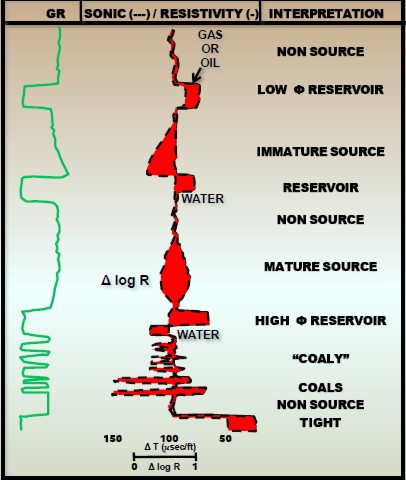 GR SONIC (---) / RESISTIVITY (-) INTERPRETATION
GAS
OR
OIL
NON SOURCE
LOW Φ RESERVOIR
IMMATURE SOURCE
RESERVOIR
WATER
NON SOURCE
MATURE SOURCE
Δ log R
HIGH Φ RESERVOIR
WATER
“COALY”
COALS
NON SOURCE
TIGHT
150 100 50
Δ T (μsec/ft)
0 Δ log R 1